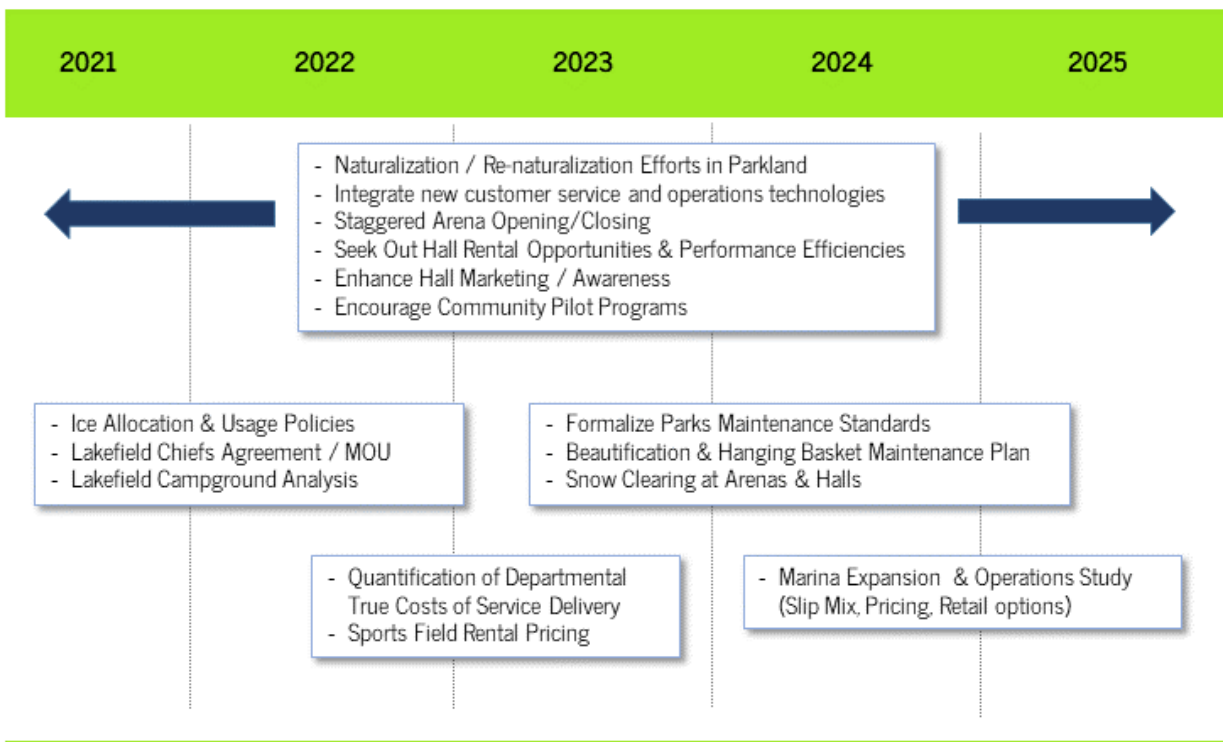 2021 2022 2023 2024 2025
- Naturalization / Re-naturalization Efforts in Parkland
- Integrate new customer service and operations technologies
- Staggered Arena Opening/Closing
- Seek Out Hall Rental Opportunities & Performance Efficiencies
- Enhance Hall Marketing / Awareness
- Encourage Community Pilot Programs
- Ice Allocation & Usage Policies
- Lakefield Chiefs Agreement / MOU
- Lakefield Campground Analysis
- Formalize Parks Maintenance Standards
- Beautification & Hanging Basket Maintenance Plan
- Snow Clearing at Arenas & Halls
- Quantification of Departmental
True Costs of Service Delivery
- Sports Field Rental Pricing
- Marina Expansion & Operations Study
(Slip Mix, Pricing, Retail options)